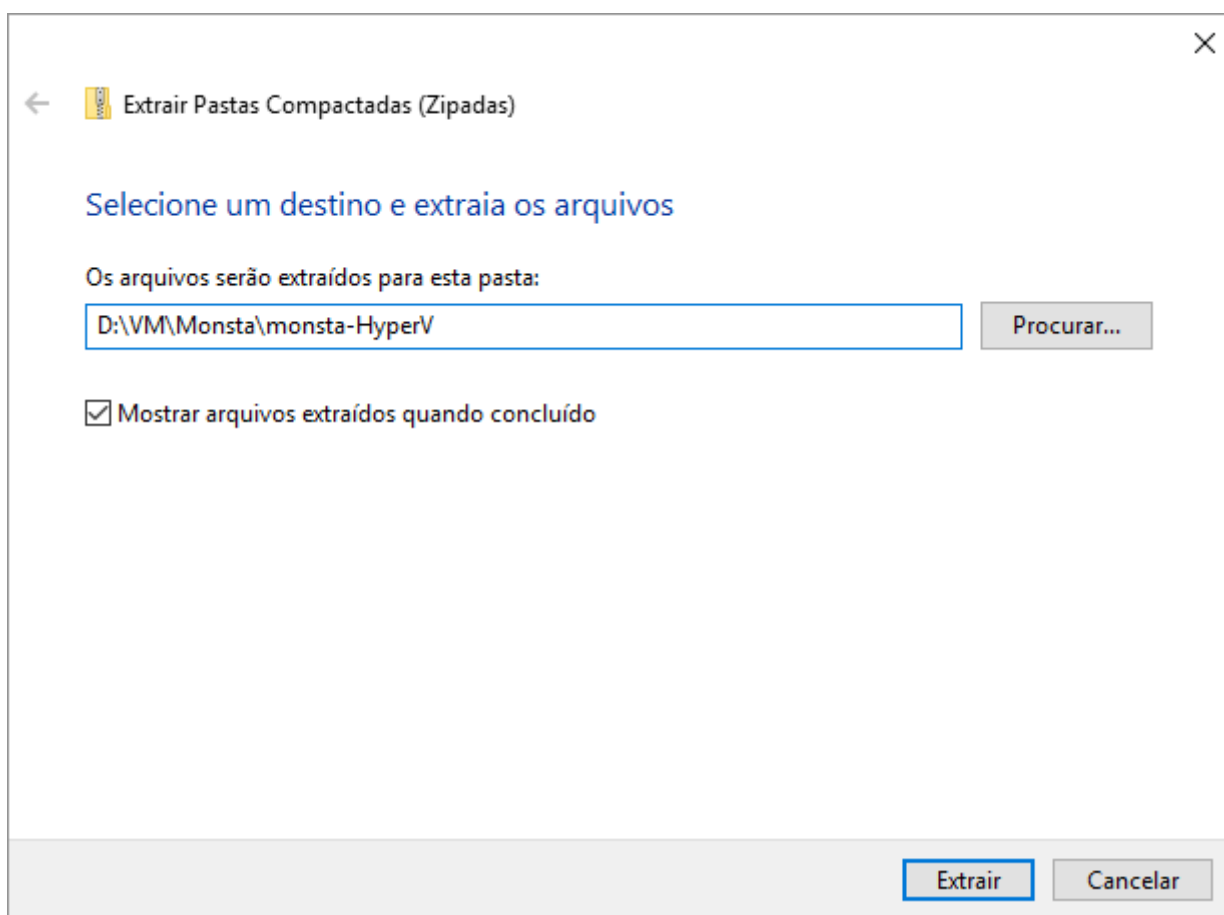 Extrair Pastas Compactadas (Zipadas)
Selecione um destino e extraia os arquivos
Os arquivos serão extraídos para esta pasta:
D:\VM\Monsta\monsta-HyperV
Procurar...
Mostrar arquivos extraídos quando concluído
Extrair
Cancelar